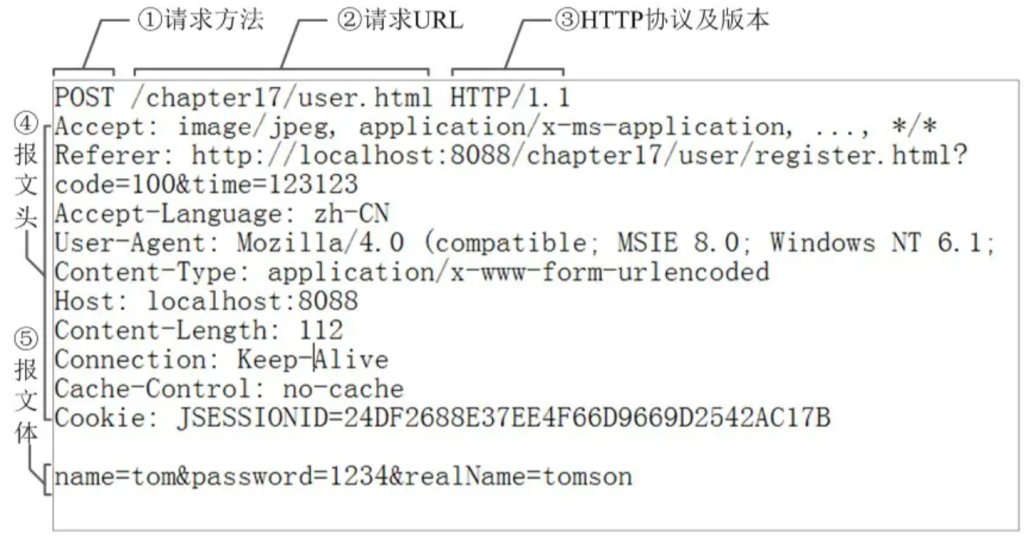 ①请求方法 ②请求URL ③HTTP协议及版本
POST /chapter17/user.html HTTP/1.1
④报文头
Accept: image/jpeg, application/x-ms-application, ..., */*
Referer: http://localhost:8088/chapter17/user/register.html?
code=100&time=123123
Accept-Language: zh-CN
User-Agent: Mozilla/4.0 (compatible; MSIE 8.0; Windows NT 6.1;
Content-Type: application/x-www-form-urlencoded
Host: localhost:8088
Content-Length: 112
Connection: Keep-Alive
Cache-Control: no-cache
Cookie: JSESSIONID=24DF2688E37EE4F66D9669D2542AC17B
⑤报文体
name=tom&password=1234&realName=tomson